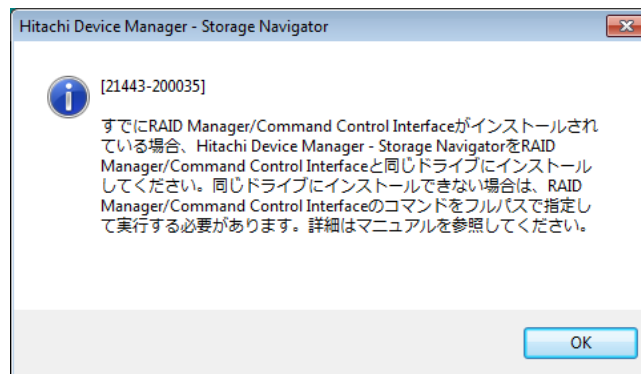 Hitachi Device Manager - Storage Navigator
[21443-200035]
すでにRAID Manager/Command Control Interfaceがインストールされ
ている場合、Hitachi Device Manager - Storage NavigatorをRAID
Manager/Command Control Interfaceと同じドライブにインストール
してください。同じドライブにインストールできない場合は、RAID
Manager/Command Control Interfaceのコマンドをフルパスで指定し
て実行する必要があります。詳細はマニュアルを参照してください。
OK